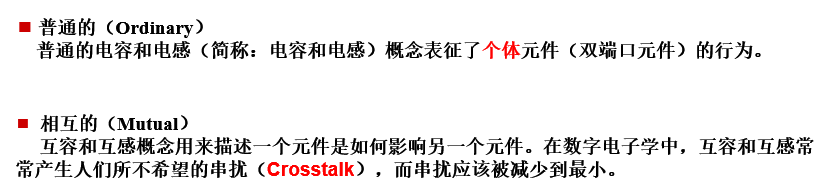 ■ 普通的（Ordinary）
普通的电容和电感（简称：电容和电感）概念表征了个体元件（双端口元件）的行为。
■ 相互的（Mutual）
互容和互感概念用来描述一个元件是如何影响另一个元件。在数字电子学中，互容和互感常
常产生人们所不希望的串扰（Crosstalk），而串扰应该被减少到最小。